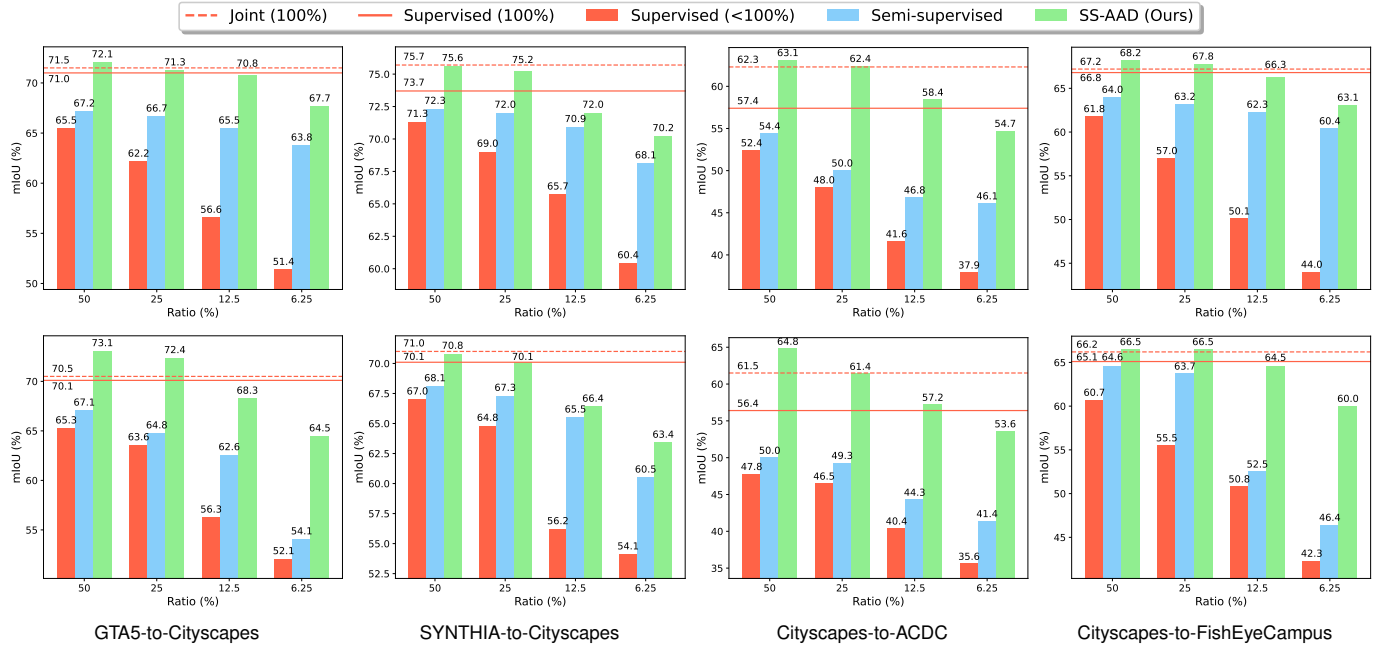 Joint (100%) Supervised (100%) Supervised (<100%) Semi-supervised SS-AAD (Ours)
71.5 72.1 71.3 70.8
71.0 67.2 66.7 65.5 67.7
65.5 62.2 63.8
56.6
51.4
70
65
60
55
50
mIoU (%)
50 25 12.5 6.25
Ratio (%)
75.7 75.6 75.2
73.7 72.3 72.0 72.0
71.3 69.0 70.9 70.2
65.7 68.1
60.4
75.0
72.5
70.0
67.5
65.0
62.5
60.0
mIoU (%)
50 25 12.5 6.25
Ratio (%)
62.3 63.1 62.4
57.4 58.4
52.4 54.4 50.0 54.7
48.0 46.8 46.1
41.6 37.9
60
55
50
45
40
mIoU (%)
50 25 12.5 6.25
Ratio (%)
67.2 68.2 67.8 66.3
66.8 64.0 63.2 62.3 63.1
61.8 57.0 60.4
50.1
44.0
65
60
55
50
45
mIoU (%)
50 25 12.5 6.25
Ratio (%)
70.5 73.1 72.4
70.1 67.1 68.3
65.3 63.6 64.8 62.6 64.5
56.3 54.1
52.1
70
65
60
55
mIoU (%)
50 25 12.5 6.25
Ratio (%)
71.0 70.8 70.1
70.1 68.1 67.3
67.0 64.8 65.5 66.4 63.4
60.5
56.2 54.1
70.0
67.5
65.0
62.5
60.0
57.5
55.0
52.5
mIoU (%)
50 25 12.5 6.25
Ratio (%)
61.5 64.8 61.4
56.4 57.2
47.8 50.0 46.5 49.3 53.6
44.3 41.4
40.4 35.6
65
60
55
50
45
40
35
mIoU (%)
50 25 12.5 6.25
Ratio (%)
66.2 66.5 66.5
65.1 64.6 63.7 64.5
60.7 55.5 60.0
50.8 52.5
46.4
42.3
65
60
55
50
45
mIoU (%)
50 25 12.5 6.25
Ratio (%)
GTA5-to-Cityscapes SYNTHIA-to-Cityscapes Cityscapes-to-ACDC Cityscapes-to-FishEyeCampus